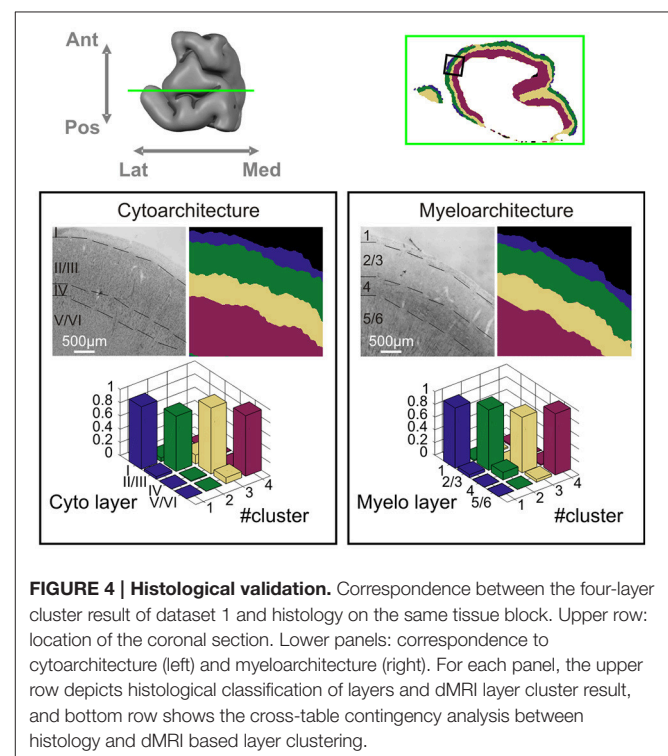 Ant
Pos
Lat Med
Cytoarchitecture
I
II/III
IV
V/VI
500μm
1
0.8
0.6
0.4
0.2
0
I
II/III
IV
V/VI
Cyto layer
1
2
3
4
#cluster
Myeloarchitecture
1
2/3
4
5/6
500μm
1
0.8
0.6
0.4
0.2
0
1
2/3
4
5/6
Myelo layer
1
2
3
4
#cluster
FIGURE 4 | Histological validation. Correspondence between the four-layer
cluster result of dataset 1 and histology on the same tissue block. Upper row:
location of the coronal section. Lower panels: correspondence to
cytoarchitecture (left) and myeloarchitecture (right). For each panel, the upper
row depicts histological classification of layers and dMRI layer cluster result,
and bottom row shows the cross-table contingency analysis between
histology and dMRI based layer clustering.